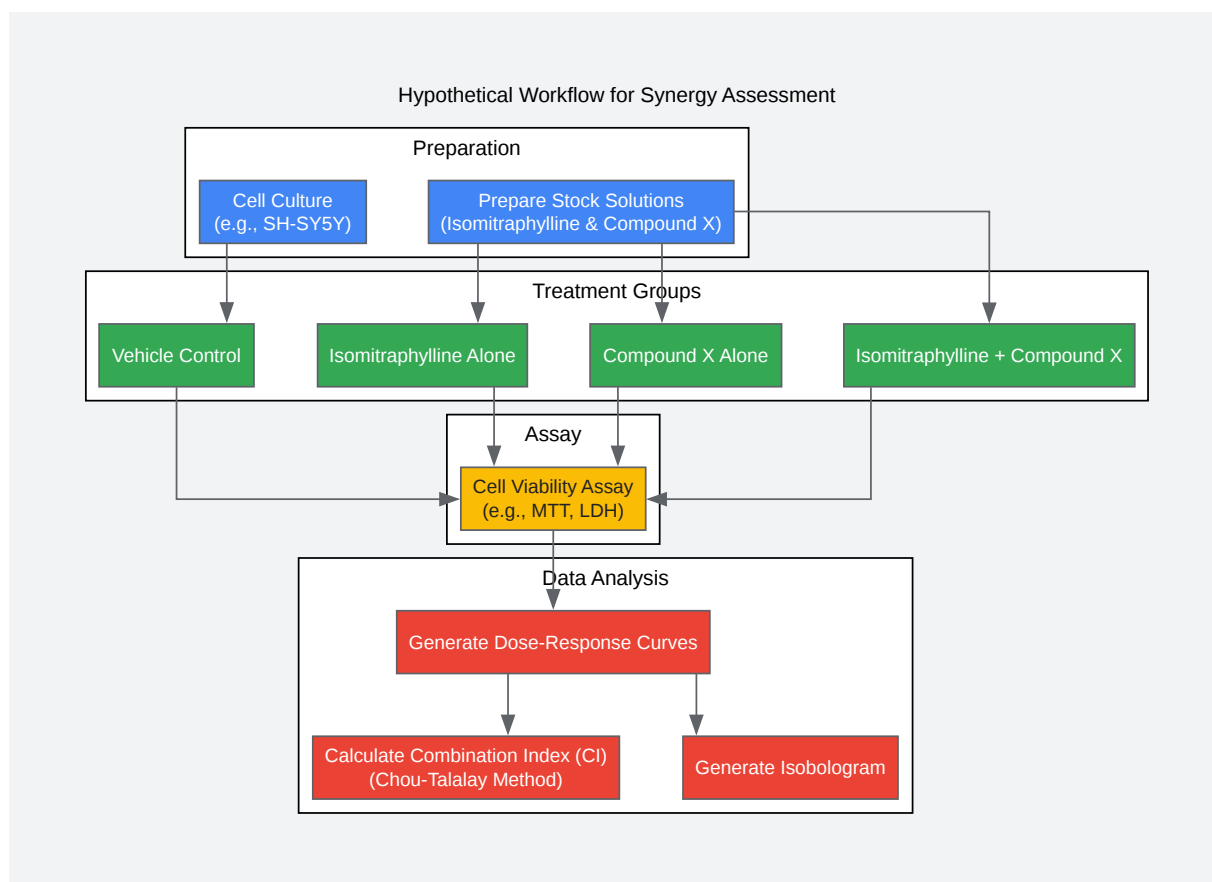 Hypothetical Workflow for Synergy Assessment
Preparation
Cell Culture
(e.g., SH-SY5Y)
Prepare Stock Solutions
(Isomitraphylline & Compound X)
Treatment Groups
Vehicle Control
Isomitraphylline Alone
Compound X Alone
Isomitraphylline + Compound X
Assay
Cell Viability Assay
(e.g., MTT, LDH)
Data Analysis
Generate Dose-Response Curves
Calculate Combination Index (CI)
(Chou-Talalay Method)
Generate Isobologram